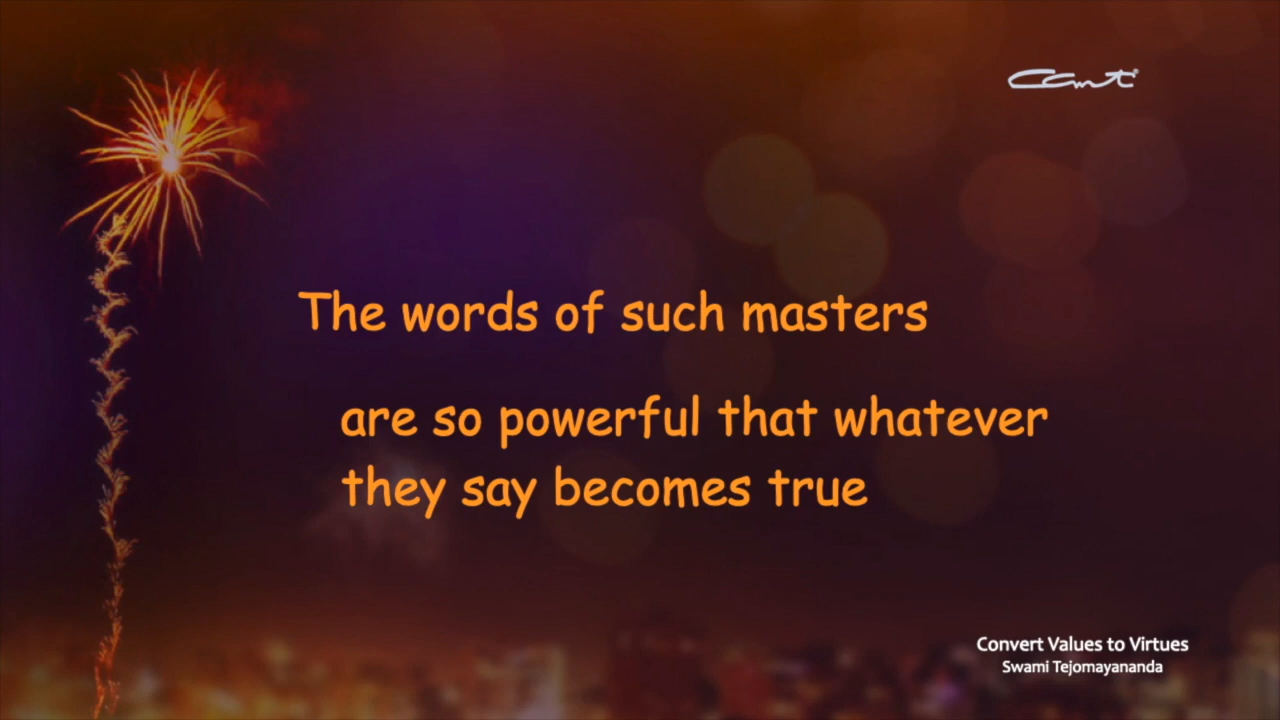 The words of such masters
are so powerful that whatever
they say becomes true
Convert Values to Virtues
Swami Tejomayananda